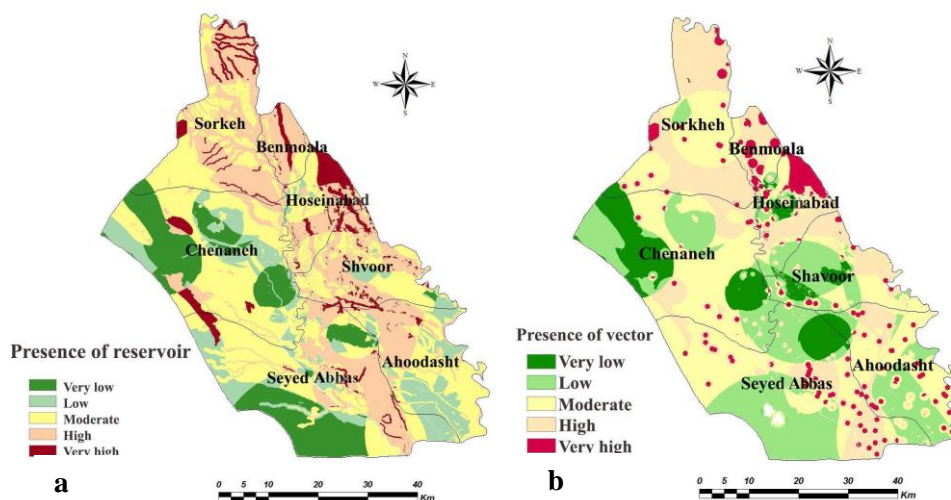 N
W E
S
Sorkeh
Benmoala
Hoseinabad
Chenaneh
Shvoor
Presence of reservoir
Very low
Low
Moderate
High
Very high
Seyed Abbas
Ahoodasht
a
0 5 10 20 30 40
Km
N
W E
S
Sorkheh
Benmoala
Hoseinabad
Chenaneh
Shavoor
Presence of vector
Very low
Low
Moderate
High
Very high
Ahoodasht
Seyed Abbas
b
0 5 10 20 30 40
Km